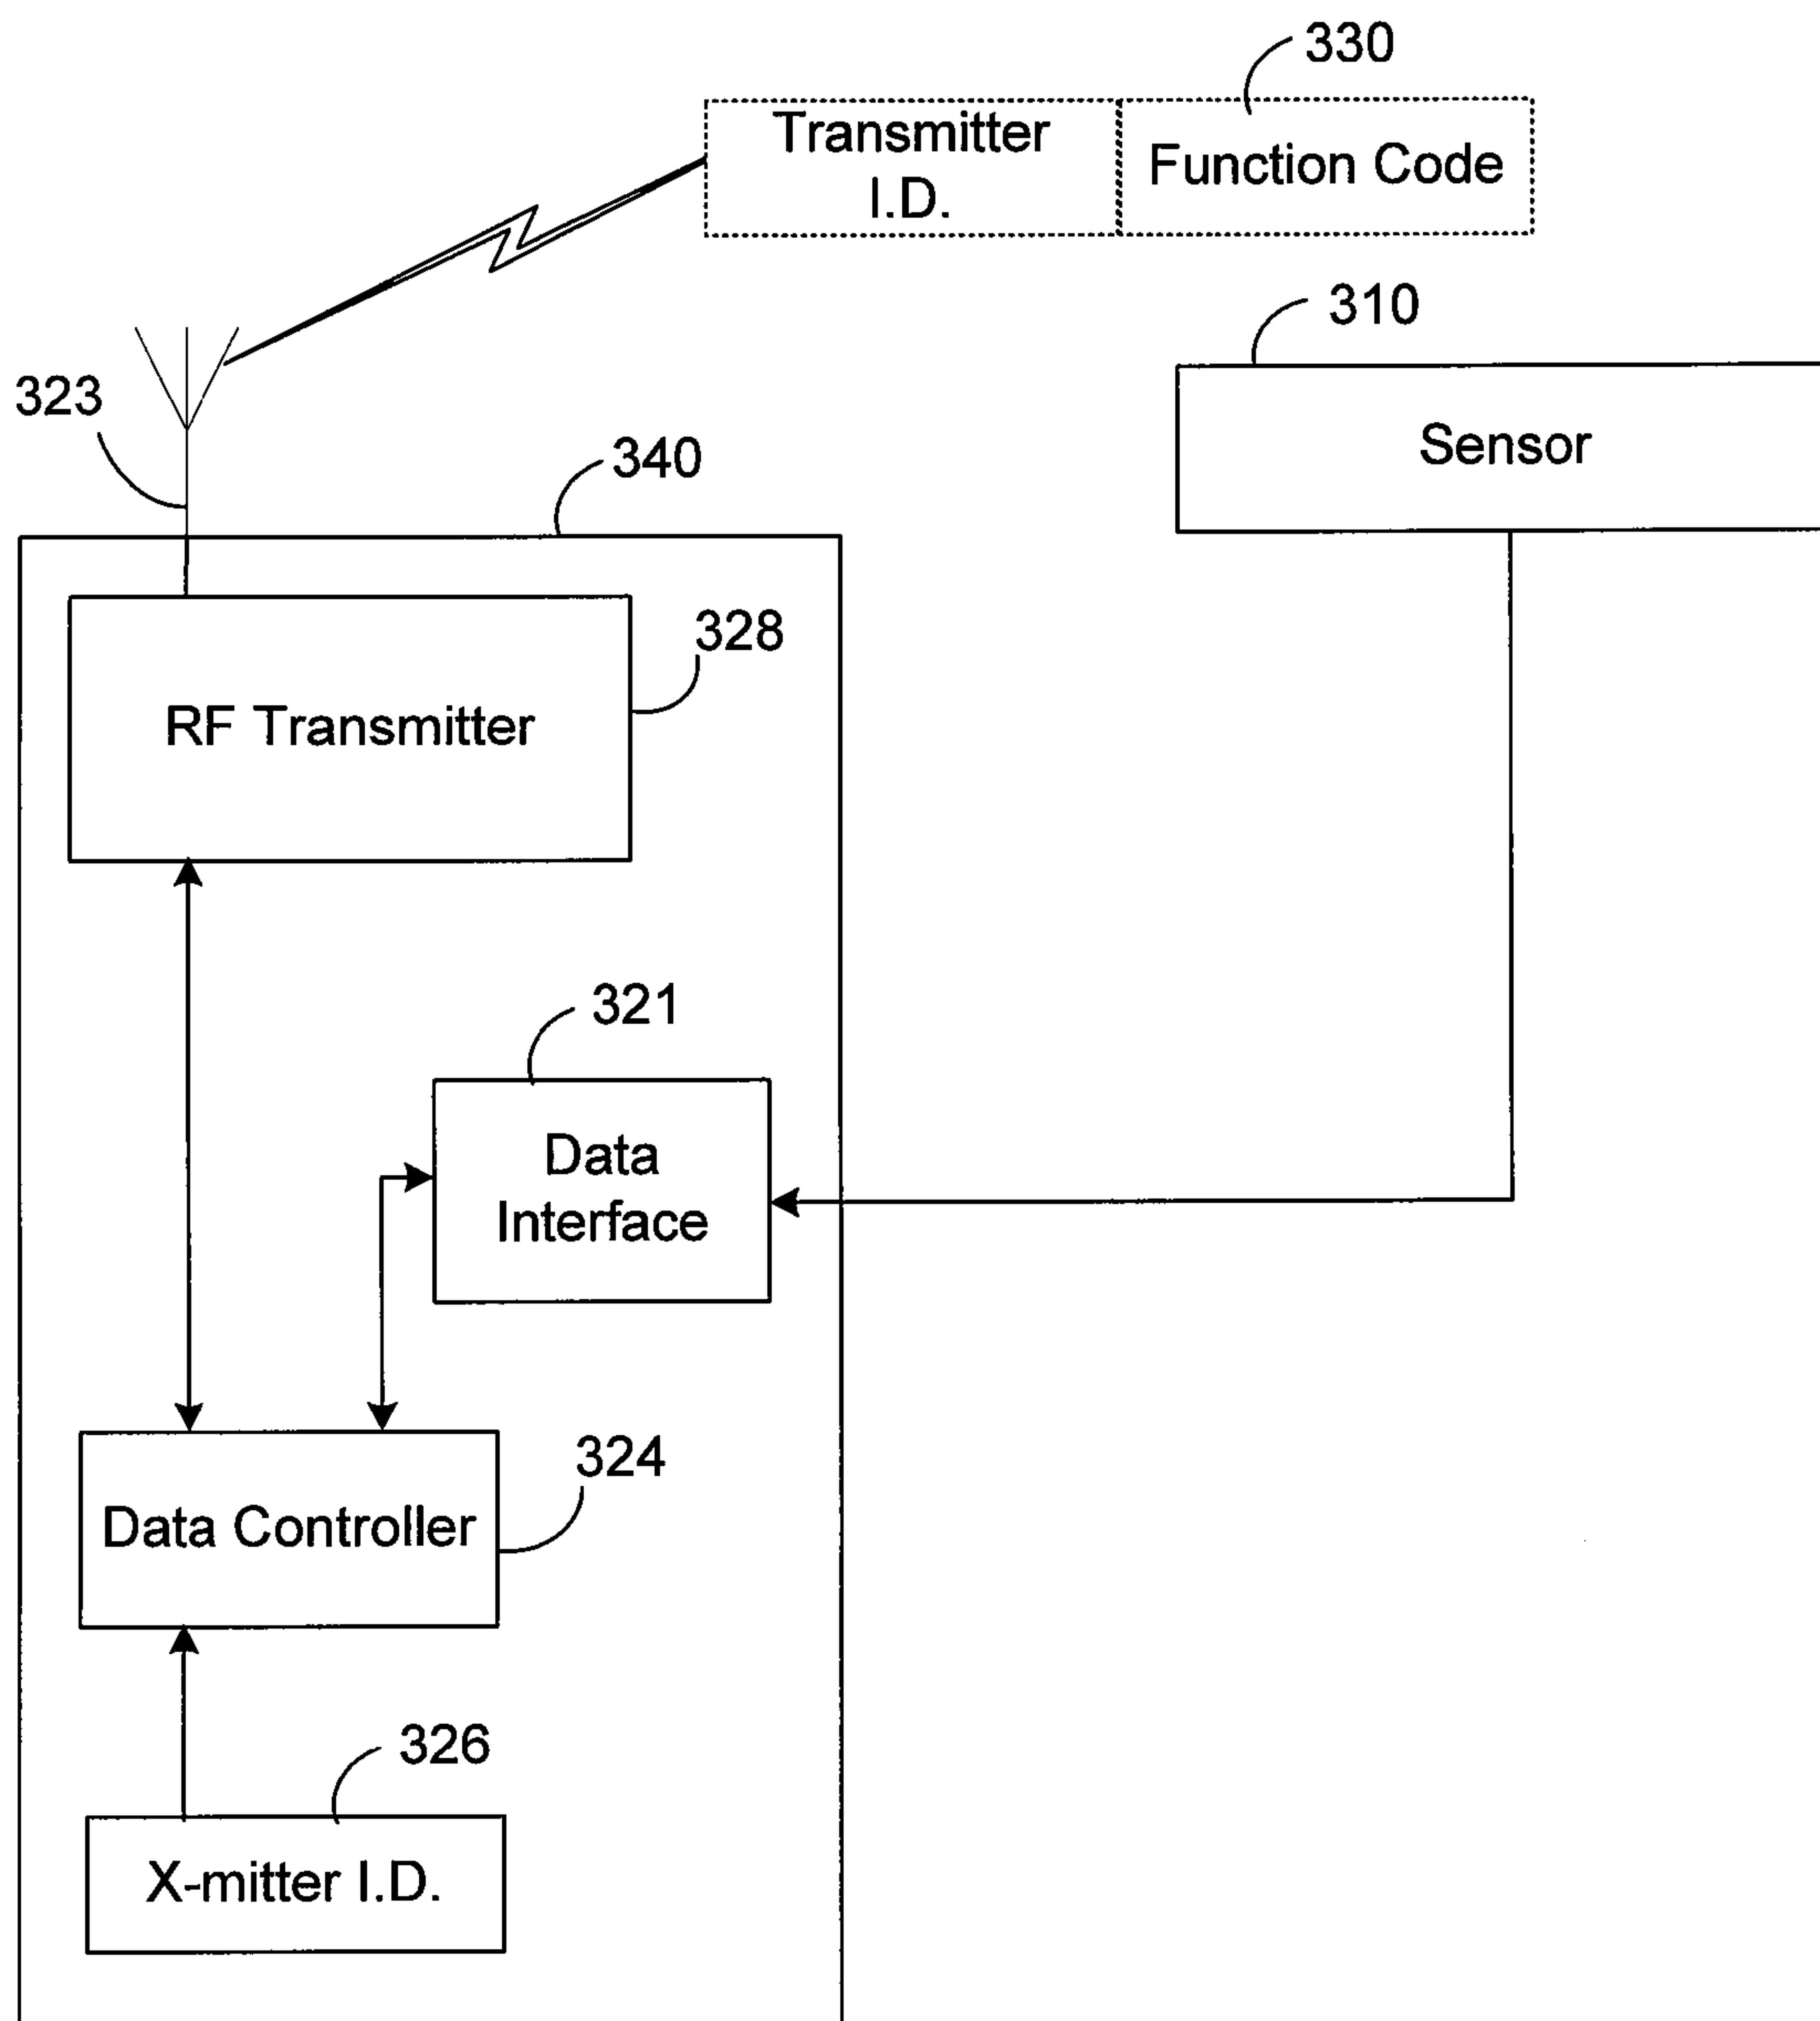 330
Transmitter
I.D.
Function Code
310
Sensor
323
340
328
RF Transmitter
321
Data
Interface
324
Data Controller
326
X-mitter I.D.